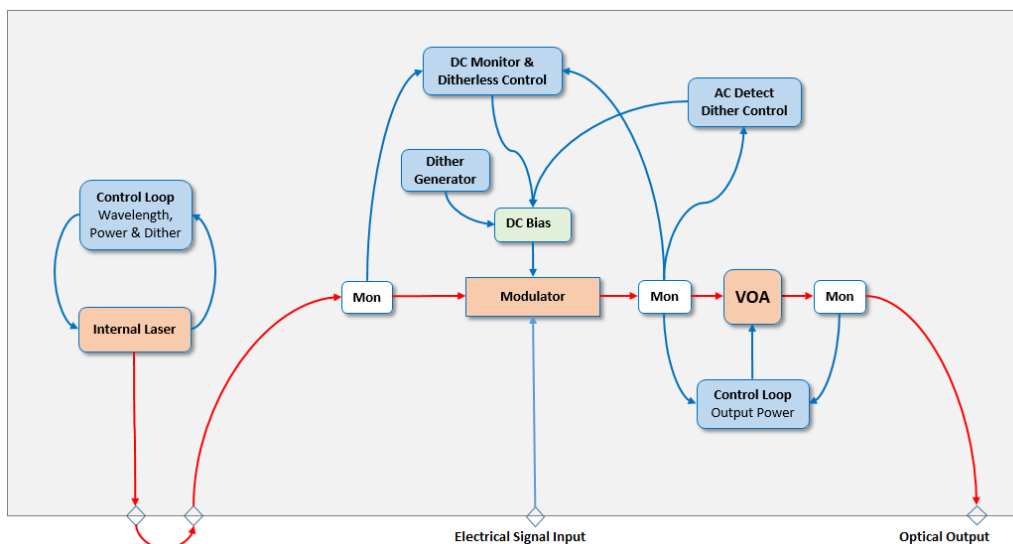 DC Monitor &
Ditherless Control
AC Detect
Dither Control
Dither
Generator
Control Loop
Wavelength,
Power & Dither
DC Bias
Mon
Modulator
Mon
VOA
Mon
Internal Laser
Control Loop
Output Power
Electrical Signal Input
Optical Output